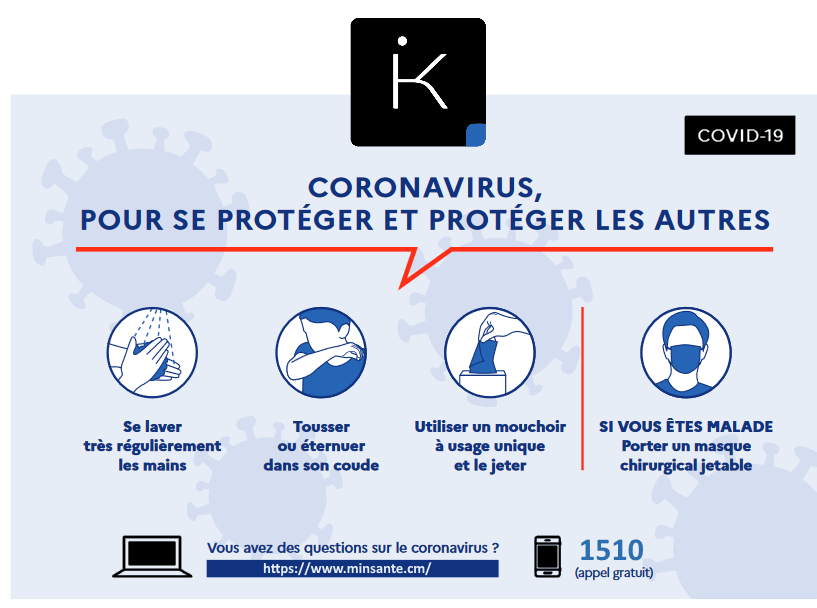 iK
COVID-19
CORONAVIRUS,
POUR SE PROTÉGER ET PROTÉGER LES AUTRES
Se laver
très régulièrement
les mains
Tousser
ou éternuer
dans son coude
Utiliser un mouchoir
à usage unique
et le jeter
SI VOUS ÊTES MALADE
Porter un masque
chirurgical jetable
Vous avez des questions sur le coronavirus ?
https://www.minsante.cm/
1510
(appel gratuit)